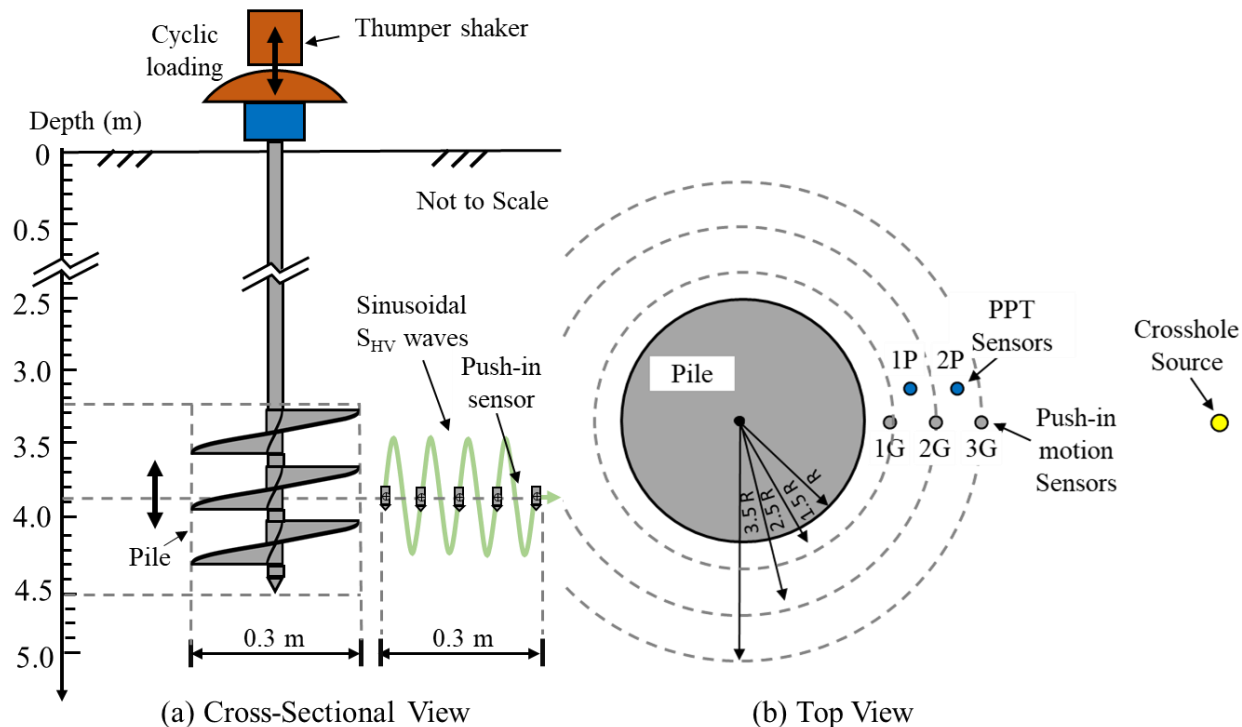 Thumper shaker
Cyclic
loading
Depth (m)
0
0.5
2.5
3.0
3.5
4.0
4.5
5.0
Not to Scale
Sinusoidal
SHV waves
Push-in
sensor
Pile
0.3 m
0.3 m
(a) Cross-Sectional View
Pile
R
1.5 R
2.5 R
3.5 R
1P
2P
PPT
Sensors
1G
2G
3G
Push-in
motion
Sensors
Crosshole
Source
(b) Top View